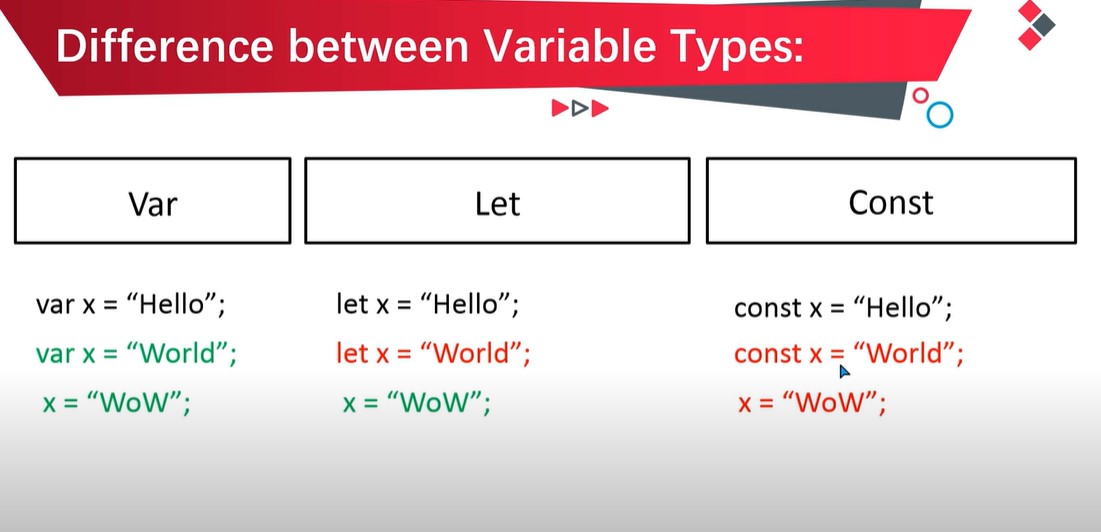 Difference between Variable Types:
Var
Let
Const
var x = “Hello”;
var x = “World”;
x = “WoW”;
let x = “Hello”;
let x = “World”;
x = “WoW”;
const x = “Hello”;
const x = “World”;
x = “WoW”;